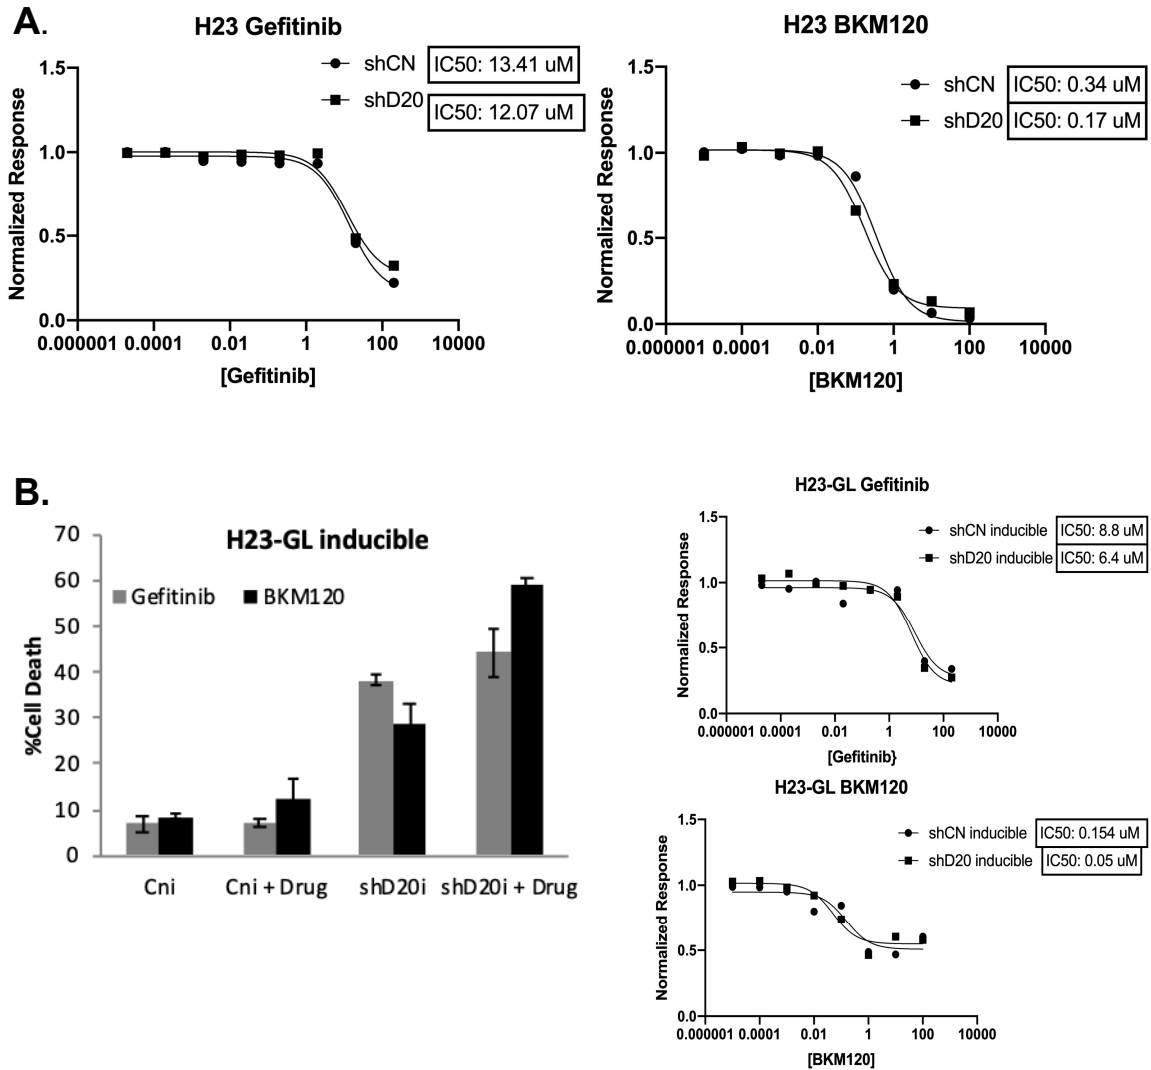 A.
H23 Gefitinib
shCN IC50: 13.41 uM
shD20 IC50: 12.07 uM
Normalized Response
1.5
1.0
0.5
0.0
0.000001 0.0001 0.01 1 100 10000
[Gefitinib]
H23 BKM120
shCN IC50: 0.34 uM
shD20 IC50: 0.17 uM
Normalized Response
1.5
1.0
0.5
0.0
0.000001 0.0001 0.01 1 100 10000
[BKM120]
B.
H23-GL inducible
Gefitinib BKM120
%Cell Death
70
60
50
40
30
20
10
0
Cni Cni + Drug shD20i shD20i + Drug
H23-GL Gefitinib
shCN inducible IC50: 8.8 uM
shD20 inducible IC50: 6.4 uM
Normalized Response
1.5
1.0
0.5
0.0
0.000001 0.0001 0.01 1 100 10000
[Gefitinib}
H23-GL BKM120
shCN inducible IC50: 0.154 uM
shD20 inducible IC50: 0.05 uM
Normalized Response
1.5
1.0
0.5
0.0
0.000001 0.0001 0.01 1 100 10000
[BKM120]